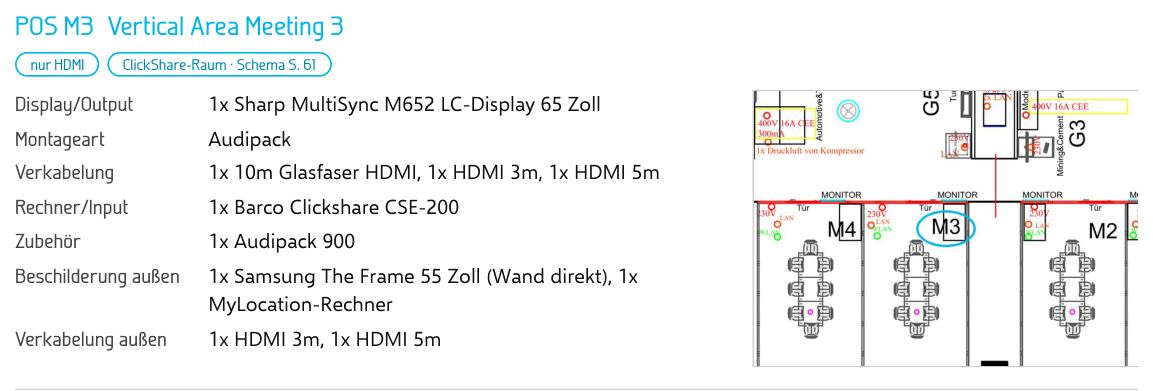 POS M3 Vertical Area Meeting 3
nur HDMI
ClickShare-Raum · Schema S. 61
Display/Output 1x Sharp MultiSync M652 LC-Display 65 Zoll
Montageart Audipack
Verkabelung 1x 10m Glasfaser HDMI, 1x HDMI 3m, 1x HDMI 5m
Rechner/Input 1x Barco Clickshare CSE-200
Zubehör 1x Audipack 900
Beschilderung außen 1x Samsung The Frame 55 Zoll (Wand direkt), 1x
MyLocation-Rechner
Verkabelung außen 1x HDMI 3m, 1x HDMI 5m
400V 16A CEE
300mA
1x Druckluft von Kompressor
Automotive&
G5
LAN
400V 16A CEE
Mining&Cement
G3
MONITOR
MONITOR
MONITOR
Tür
Tür
Tür
230V
LAN
WLAN
M4
230V
LAN
WLAN
M3
230V
LAN
M2